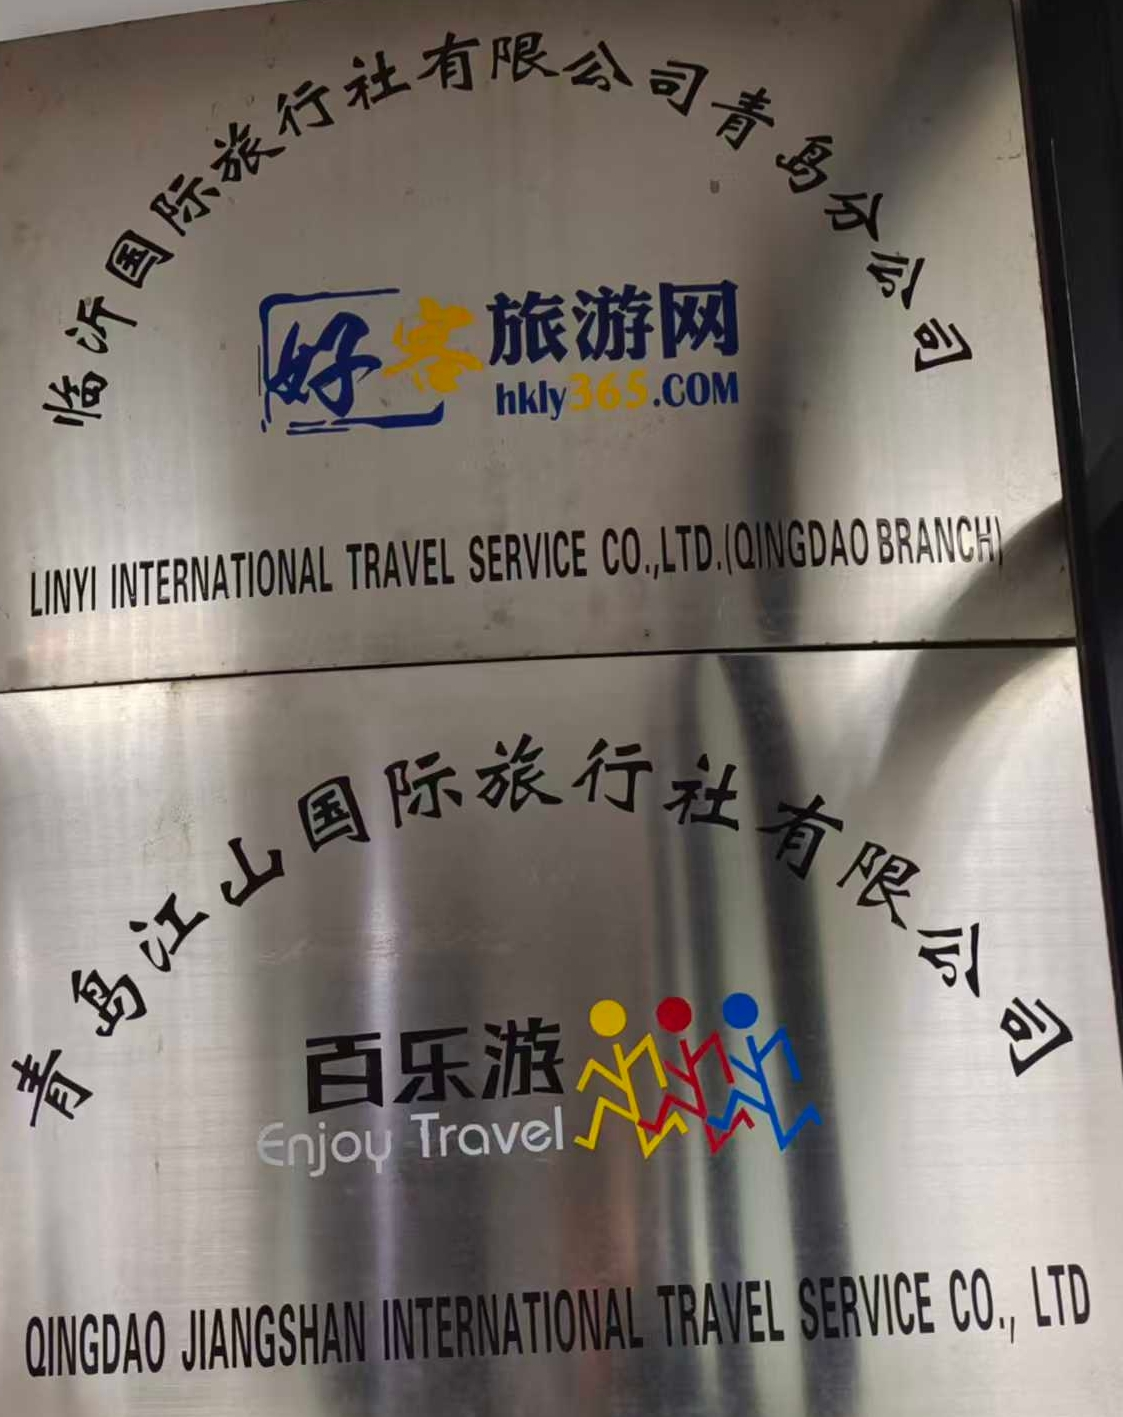 临沂国际旅行社有限公司青岛分公司
好客旅游网
hkly365.COM
LINYI INTERNATIONAL TRAVEL SERVICE CO.,LTD.(QINGDAO BRANCH)
青岛江山国际旅行社有限公司
百乐游
Enjoy Travel
QINGDAO JIANGSHAN INTERNATIONAL TRAVEL SERVICE CO., LTD